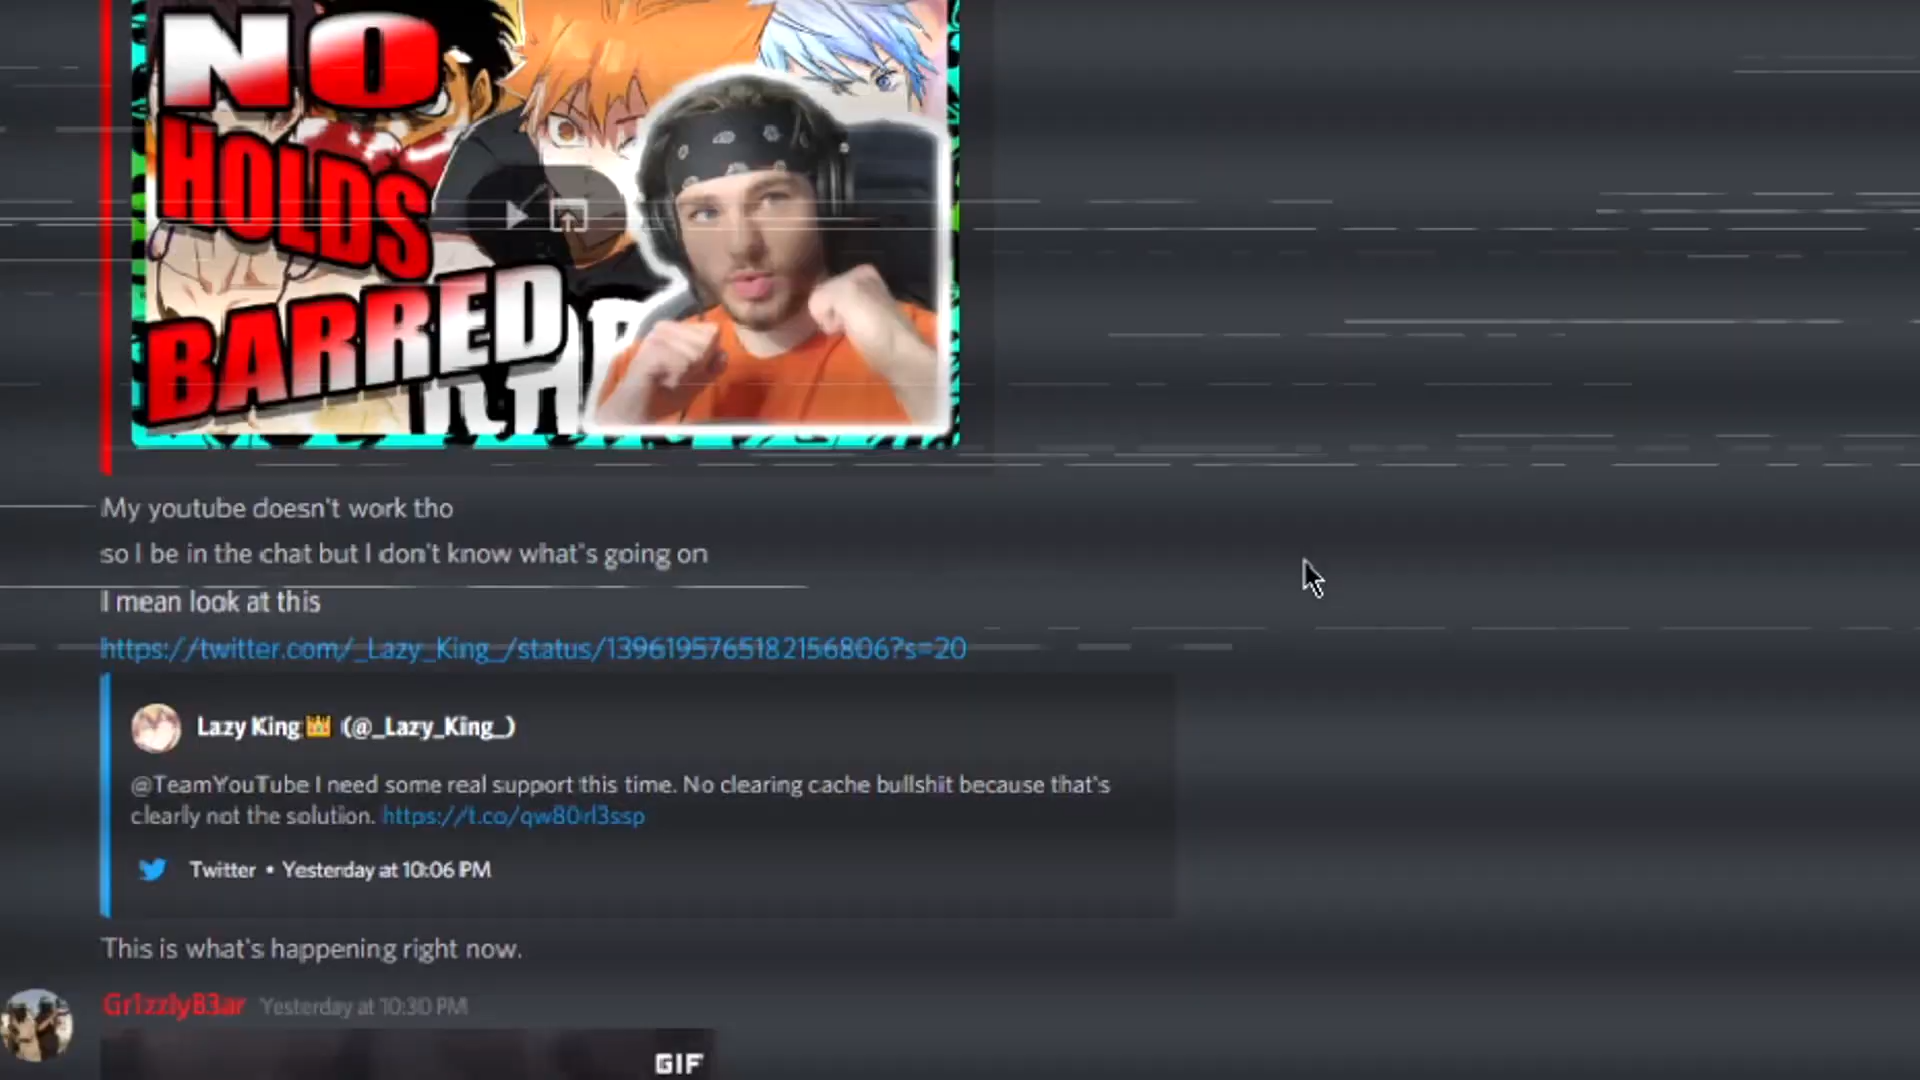 NO
HOLDS
BARRED
My youtube doesn't work tho
so I be in the chat but I don't know what's going on
I mean look at this
https://twitter.com/_Lazy_King_/status/1396195765182156806?s=20
Lazy King👑 (@_Lazy_King_)
@TeamYouTube I need some real support this time. No clearing cache bullshit because that's
clearly not the solution. https://t.co/qw80rl3ssp
Twitter • Yesterday at 10:06 PM
This is what's happening right now.
Gr1zzlyB3ar Yesterday at 10:30 PM
GIF